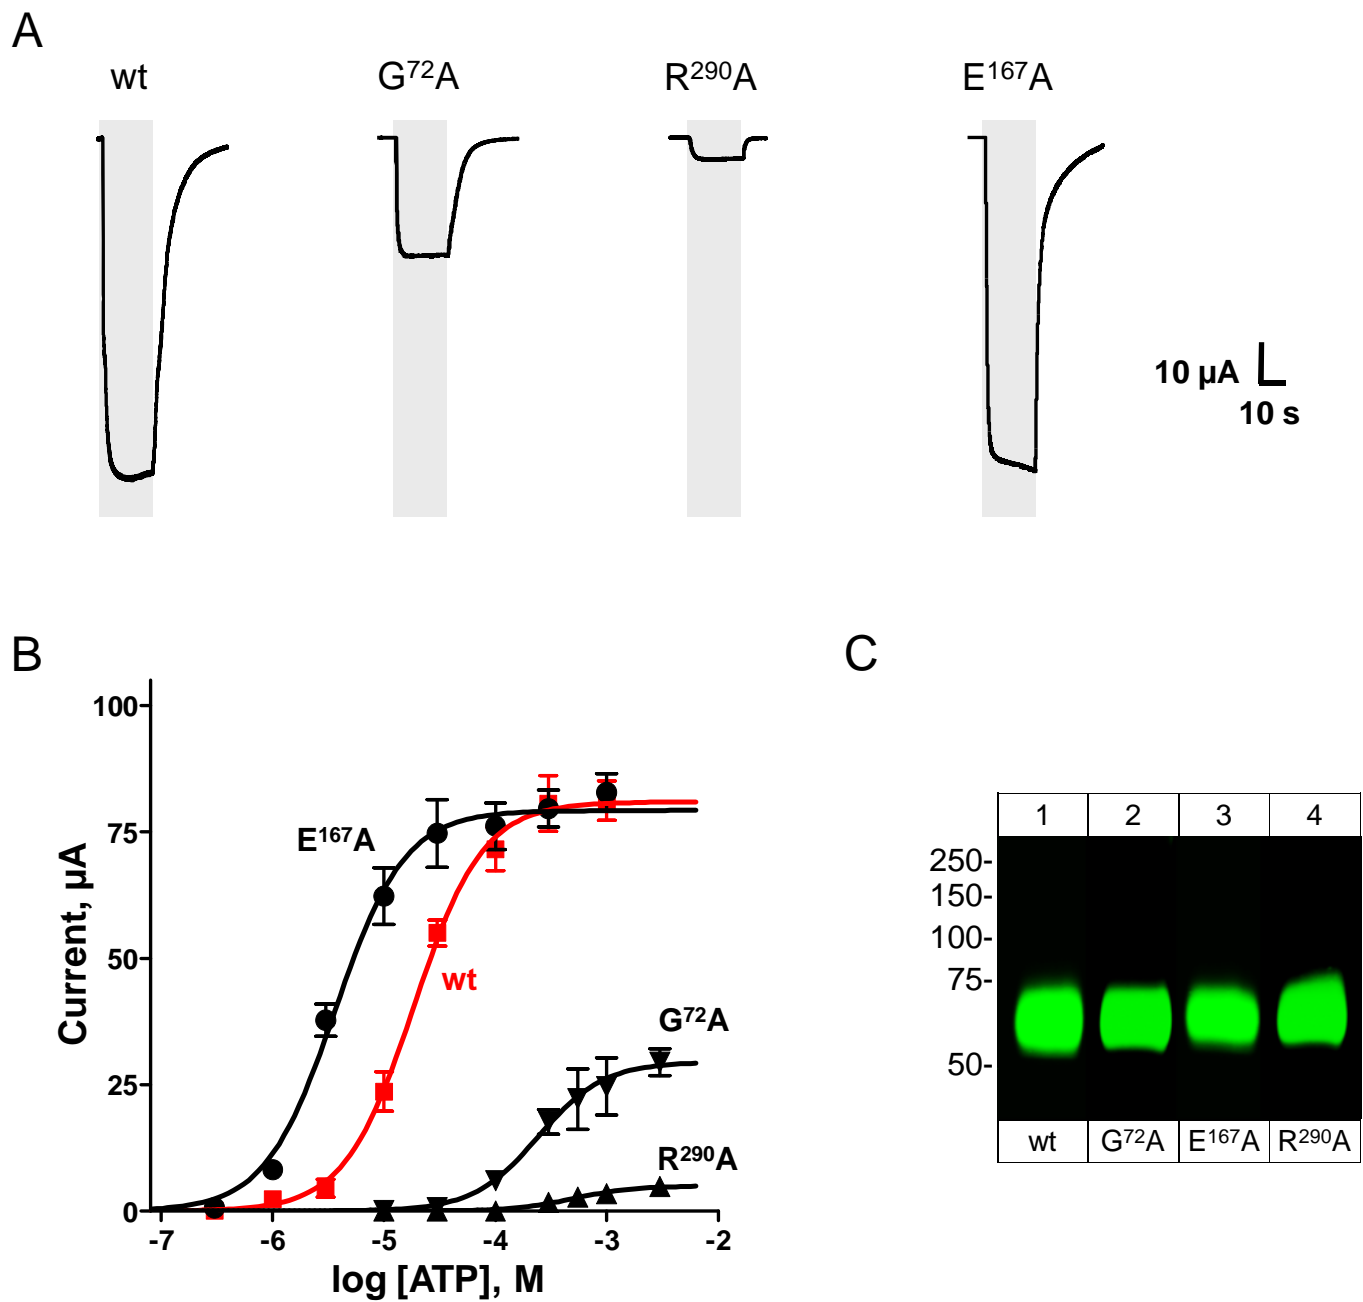 A
wt G⁷²A R²⁹⁰A E¹⁶⁷A
10 µA
10 s
B
100
75
50
25
0
Current, µA
E¹⁶⁷A
wt
G⁷²A
R²⁹⁰A
-7 -6 -5 -4 -3 -2
log [ATP], M
C
1 2 3 4
250-
150-
100-
75-
50-
wt G⁷²A E¹⁶⁷A R²⁹⁰A